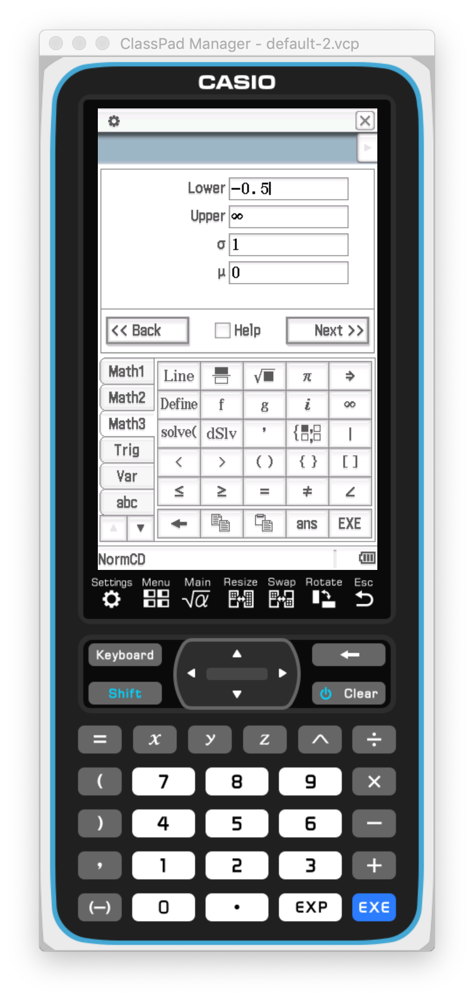 ClassPad Manager - default-2.vcp
CASIO
Lower -0.5
Upper ∞
σ 1
μ 0
<< Back Help Next >>
Math1 Line √■ π ⇒
Math2 Define f g i ∞
Math3 solve( dSlv ' {■,□;□ |
Trig < > ( ) { } [ ]
Var ≤ ≥ = ≠ ∠
abc
ans EXE
NormCD
Settings Menu Main Resize Swap Rotate Esc
√α
Keyboard
Shift Clear
= x y z ^ ÷
( 7 8 9 ×
) 4 5 6 −
, 1 2 3 +
(−) 0 . EXP EXE